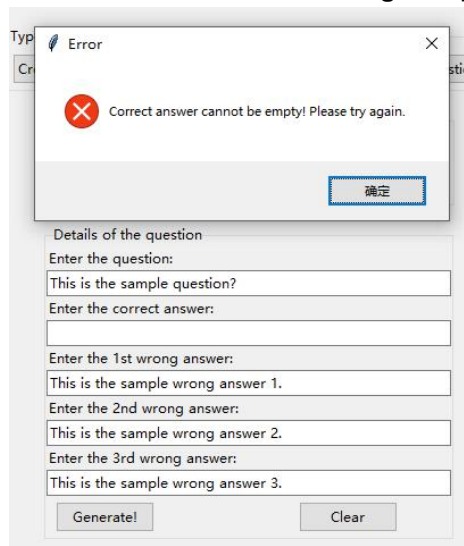 Typ
Error
Cr
sti
Correct answer cannot be empty! Please try again.
确定
Details of the question
Enter the question:
This is the sample question?
Enter the correct answer:
Enter the 1st wrong answer:
This is the sample wrong answer 1.
Enter the 2nd wrong answer:
This is the sample wrong answer 2.
Enter the 3rd wrong answer:
This is the sample wrong answer 3.
Generate! Clear